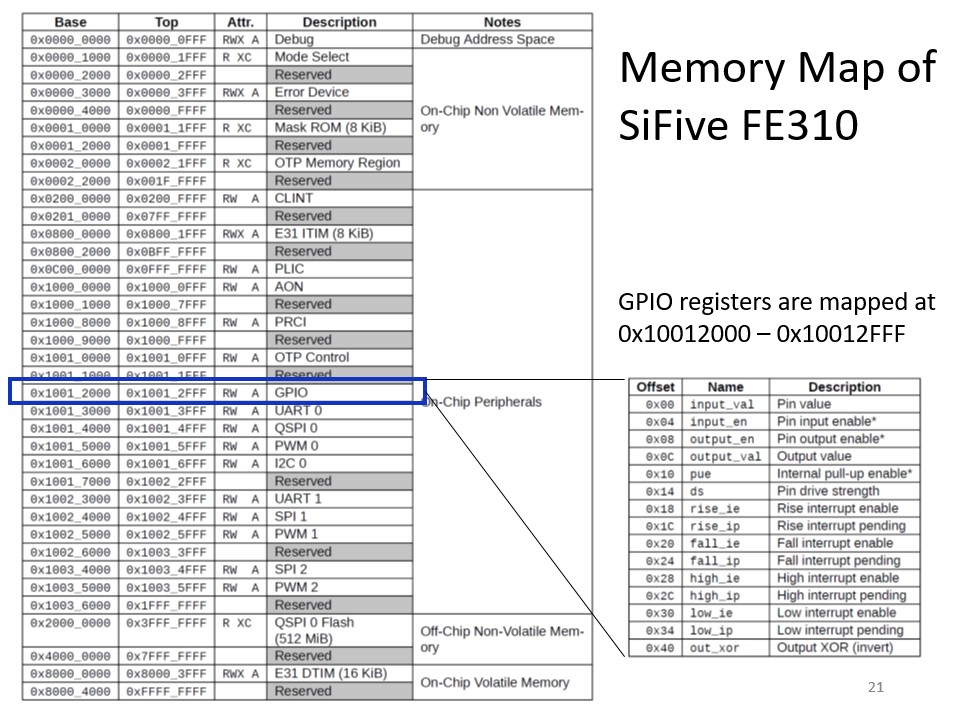 Base Top Attr. Description Notes
0x0000_0000 0x0000_0FFF RWX A Debug Debug Address Space
0x0000_1000 0x0000_1FFF R XC Mode Select
0x0000_2000 0x0000_2FFF Reserved
0x0000_3000 0x0000_3FFF RWX A Error Device
0x0000_4000 0x0000_FFFF Reserved On-Chip Non Volatile Mem-
0x0001_0000 0x0001_1FFF R XC Mask ROM (8 KiB) ory
0x0001_2000 0x0001_FFFF Reserved
0x0002_0000 0x0002_1FFF R XC OTP Memory Region
0x0002_2000 0x001F_FFFF Reserved
0x0200_0000 0x0200_FFFF RW A CLINT
0x0201_0000 0x07FF_FFFF Reserved
0x0800_0000 0x0800_1FFF RWX A E31 ITIM (8 KiB)
0x0800_2000 0x0BFF_FFFF Reserved
0x0C00_0000 0x0FFF_FFFF RW A PLIC
0x1000_0000 0x1000_0FFF RW A AON
0x1000_1000 0x1000_7FFF Reserved
0x1000_8000 0x1000_8FFF RW A PRCI
0x1000_9000 0x1000_FFFF Reserved
0x1001_0000 0x1001_0FFF RW A OTP Control
0x1001_1000 0x1001_1FFF Reserved
0x1001_2000 0x1001_2FFF RW A GPIO On-Chip Peripherals
0x1001_3000 0x1001_3FFF RW A UART 0
0x1001_4000 0x1001_4FFF RW A QSPI 0
0x1001_5000 0x1001_5FFF RW A PWM 0
0x1001_6000 0x1001_6FFF RW A I2C 0
0x1001_7000 0x1002_2FFF Reserved
0x1002_3000 0x1002_3FFF RW A UART 1
0x1002_4000 0x1002_4FFF RW A SPI 1
0x1002_5000 0x1002_5FFF RW A PWM 1
0x1002_6000 0x1003_3FFF Reserved
0x1003_4000 0x1003_4FFF RW A SPI 2
0x1003_5000 0x1003_5FFF RW A PWM 2
0x1003_6000 0x1FFF_FFFF Reserved
0x2000_0000 0x3FFF_FFFF R XC QSPI 0 Flash Off-Chip Non-Volatile Mem-
(512 MiB) ory
0x4000_0000 0x7FFF_FFFF Reserved
0x8000_0000 0x8000_3FFF RWX A E31 DTIM (16 KiB) On-Chip Volatile Memory
0x8000_4000 0xFFFF_FFFF Reserved
Memory Map of
SiFive FE310
GPIO registers are mapped at
0x10012000 – 0x10012FFF
Offset Name Description
0x00 input_val Pin value
0x04 input_en Pin input enable*
0x08 output_en Pin output enable*
0x0C output_val Output value
0x10 pue Internal pull-up enable*
0x14 ds Pin drive strength
0x18 rise_ie Rise interrupt enable
0x1C rise_ip Rise interrupt pending
0x20 fall_ie Fall interrupt enable
0x24 fall_ip Fall interrupt pending
0x28 high_ie High interrupt enable
0x2C high_ip High interrupt pending
0x30 low_ie Low interrupt enable
0x34 low_ip Low interrupt pending
0x40 out_xor Output XOR (invert)
21